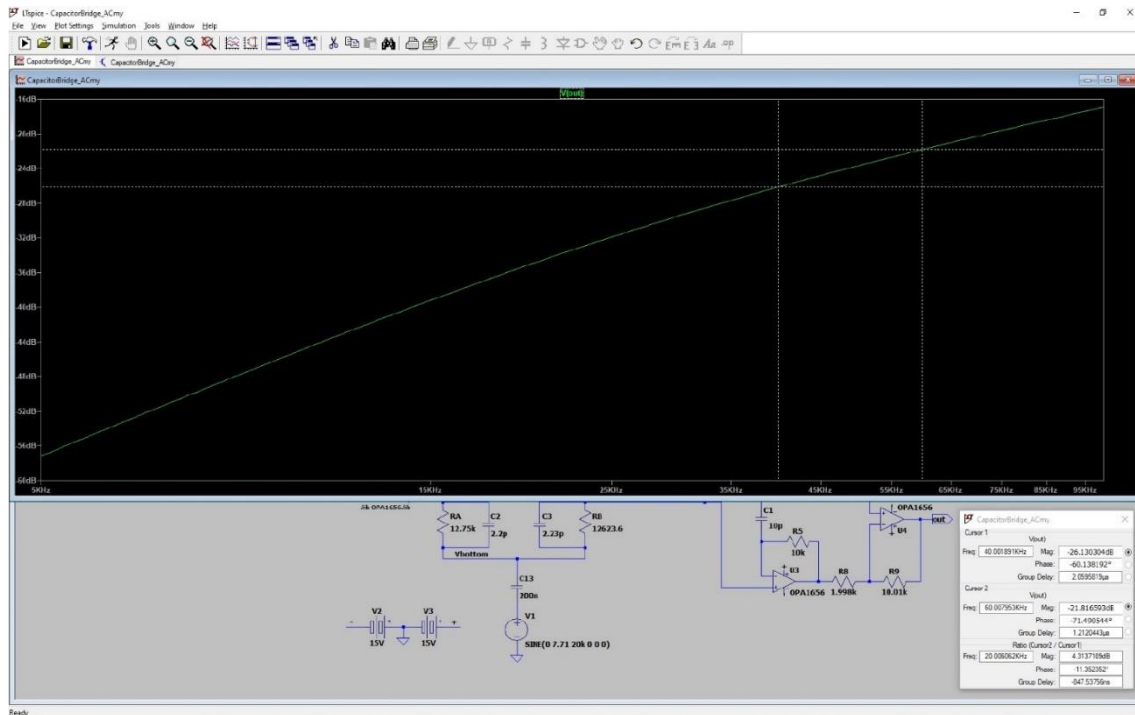 LTspice - CapacitorBridge_ACmy
File View Plot Settings Simulation Tools Window Help
CapacitorBridge_ACmy CapacitorBridge_ACmy
CapacitorBridge_ACmy
V(out)
-16dB
-20dB
-24dB
-28dB
-32dB
-36dB
-40dB
-44dB
-48dB
-52dB
-56dB
-60dB
5KHz 15KHz 25KHz 35KHz 45KHz 55KHz 65KHz 75KHz 85KHz 95KHz
RA
12.75k
C2
2.2p
C3
2.23p
RB
12623.6
Vbottom
C13
200n
V1
SINE(0 7.71 20k 0 0 0)
V2
15V
V3
15V
C1
10p
R5
10k
U3
OPA1656
R8
1.998k
R9
10.01k
OPA1656
U4
out
CapacitorBridge_ACmy
Cursor 1
V(out)
Freq: 40.001891KHz Mag: -26.130304dB
Phase: -60.138192°
Group Delay: 2.0595819µs
Cursor 2
V(out)
Freq: 60.007953KHz Mag: -21.816593dB
Phase: -71.490544°
Group Delay: 1.2120443µs
Ratio (Cursor2 / Cursor1)
Freq: 20.006062KHz Mag: 4.3137109dB
Phase: -11.352352°
Group Delay: -847.53756ns
Ready